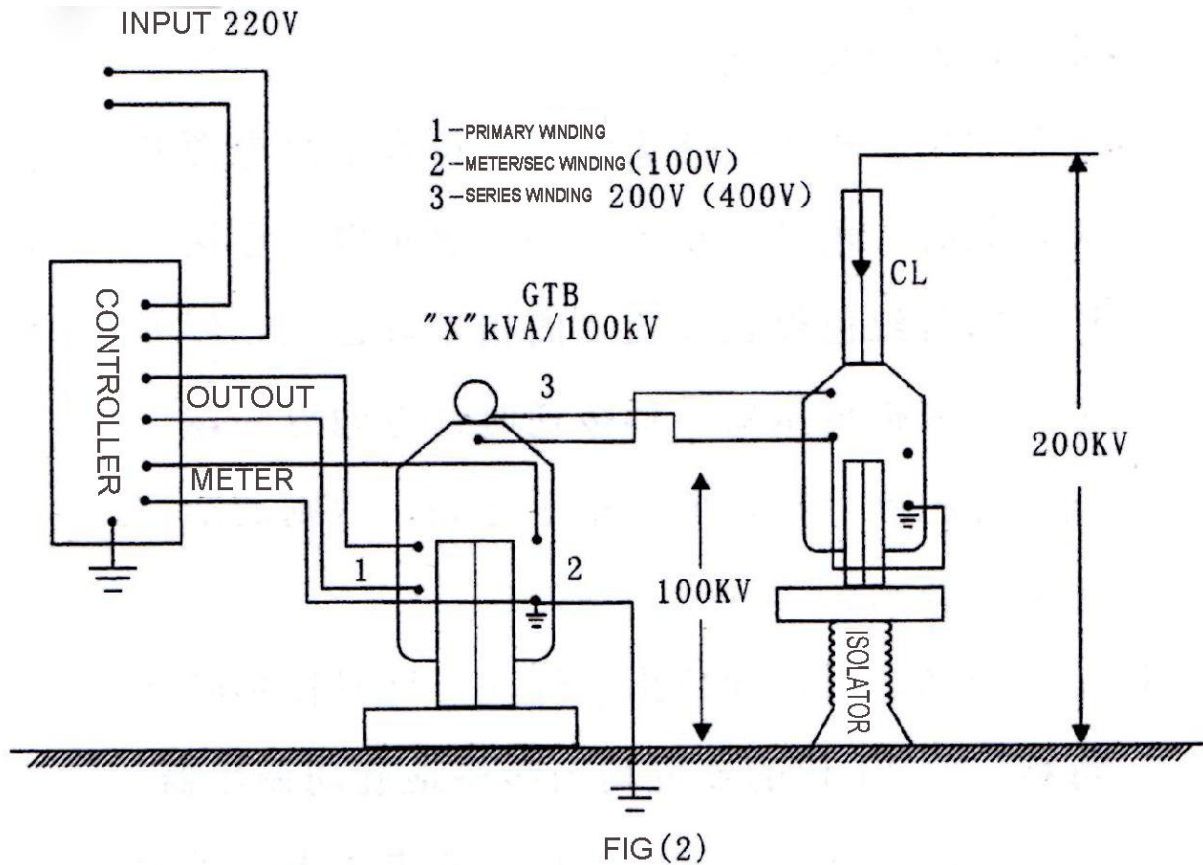 INPUT 220V
1-PRIMARY WINDING
2-METER/SEC WINDING (100V)
3-SERIES WINDING 200V (400V)
CL
GTB
"X" kVA/100kV
3
CONTROLLER
OUTOUT
METER
200KV
1
2
100KV
ISOLATOR
FIG (2)